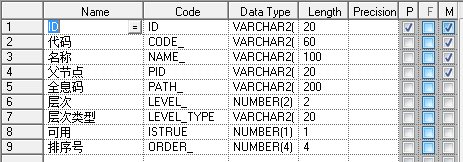 Name Code Data Type Length Precision P F M
1 ID = ID VARCHAR2( 20
2 代码 CODE_ VARCHAR2( 60
3 名称 NAME_ VARCHAR2( 100
4 父节点 PID VARCHAR2( 20
5 全息码 PATH_ VARCHAR2( 200
6 层次 LEVEL_ NUMBER(2) 2
7 层次类型 LEVEL_TYPE VARCHAR2( 20
8 可用 ISTRUE NUMBER(1) 1
9 排序号 ORDER_ NUMBER(4) 4